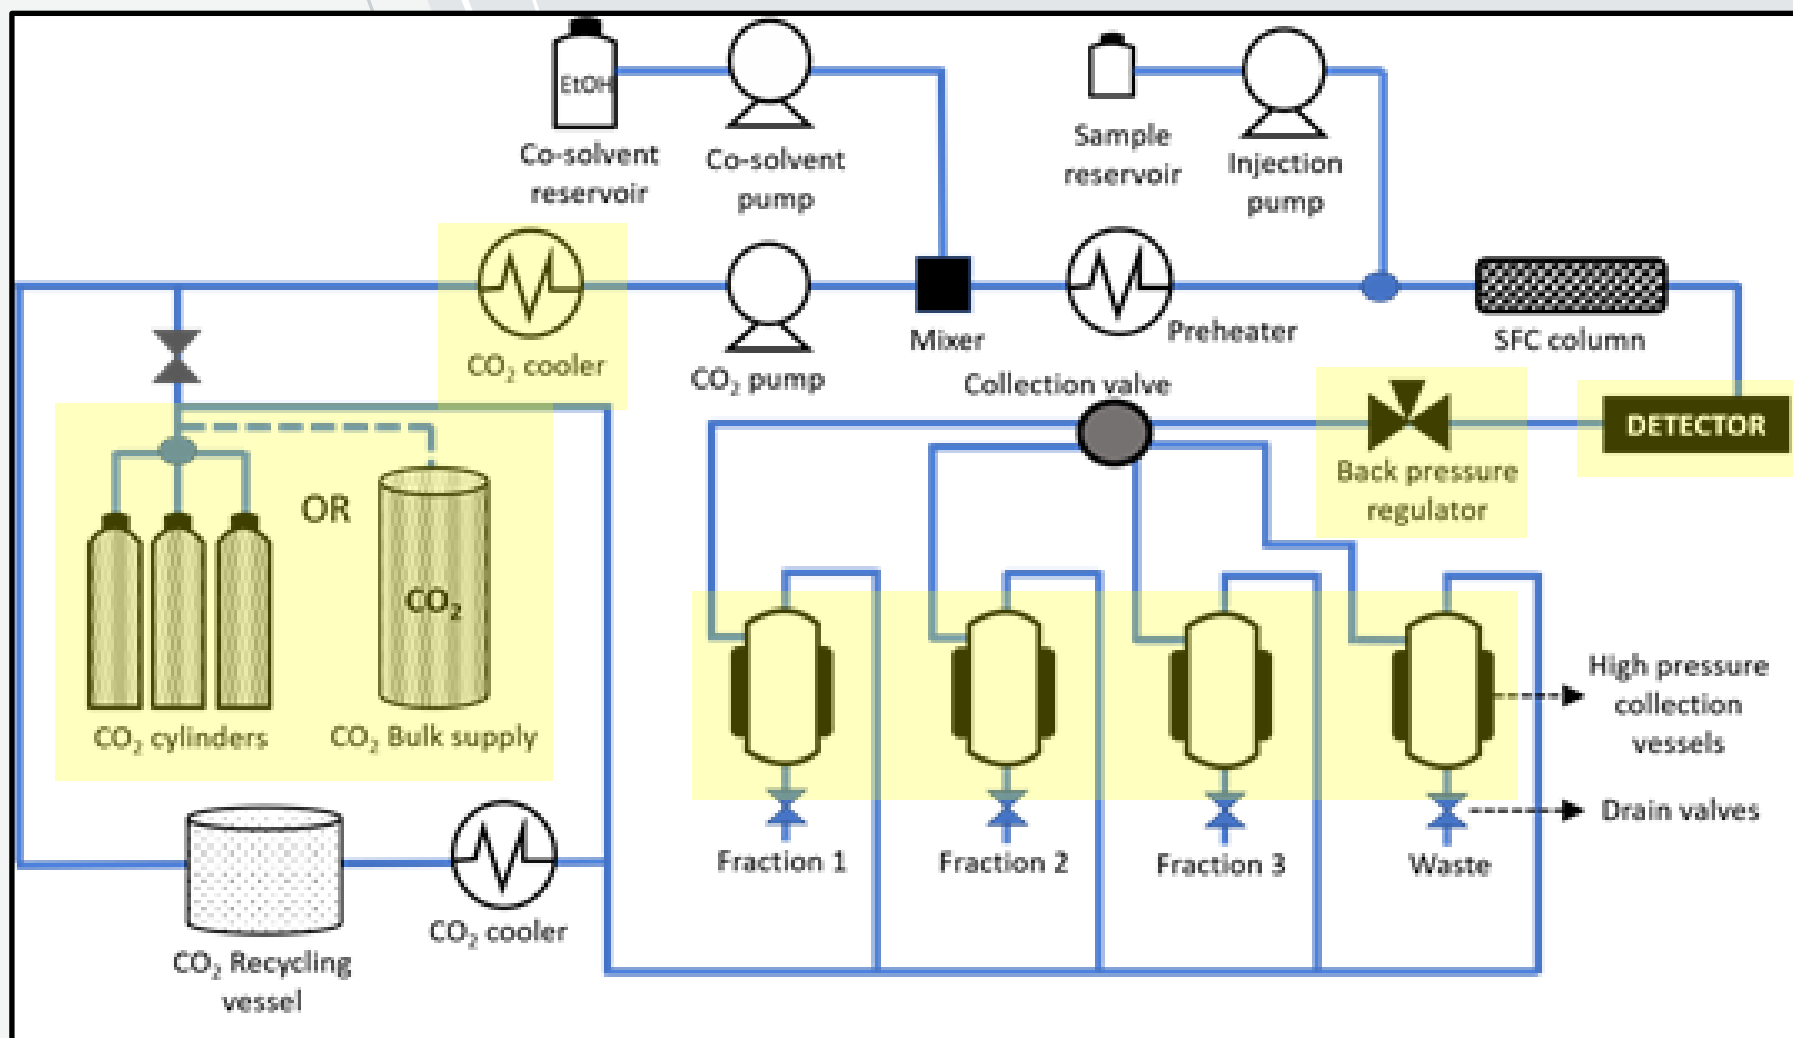 EtOH
Co-solvent
reservoir
Co-solvent
pump
Sample
reservoir
Injection
pump
CO₂ cooler
CO₂ pump
Mixer
Preheater
SFC column
Collection valve
DETECTOR
Back pressure
regulator
OR
CO₂
CO₂ cylinders
CO₂ Bulk supply
High pressure
collection
vessels
Drain valves
Fraction 1
Fraction 2
Fraction 3
Waste
CO₂ cooler
CO₂ Recycling
vessel